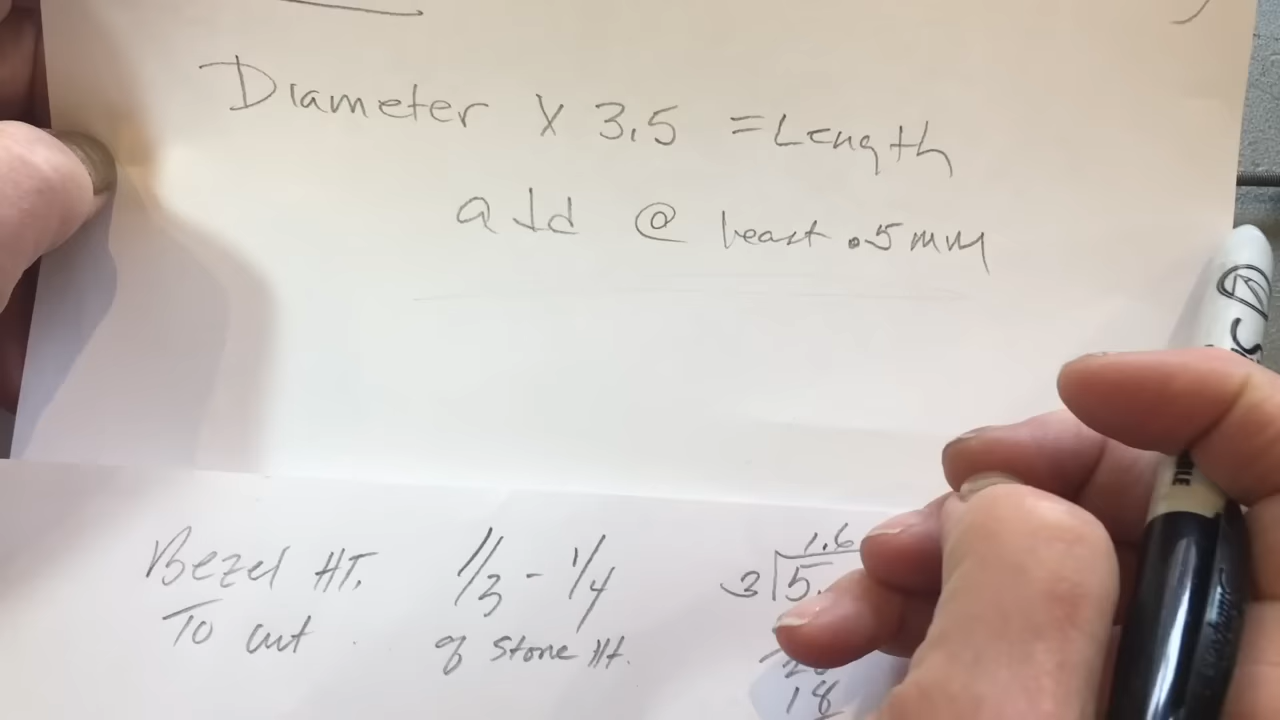 Diameter X 3.5 = Length
add @ least .5 mm
Bezel HT. 1/3 - 1/4
To cut of Stone Ht.
1.6
3 5.
18